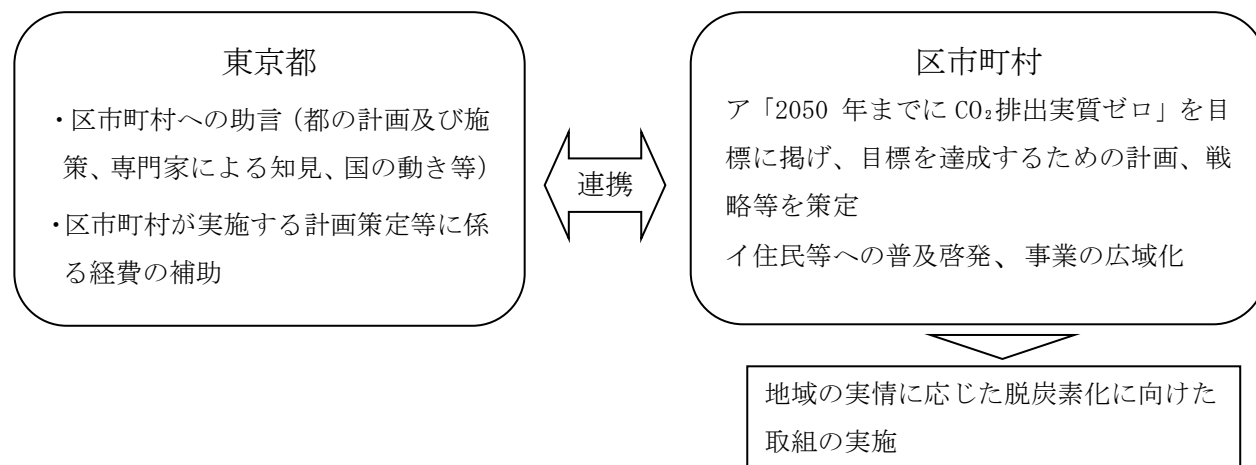 東京都
・区市町村への助言（都の計画及び施
策、専門家による知見、国の動き等）
・区市町村が実施する計画策定等に係
る経費の補助
連携
区市町村
ア「2050 年までに CO₂排出実質ゼロ」を目
標に掲げ、目標を達成するための計画、戦
略等を策定
イ住民等への普及啓発、事業の広域化
地域の実情に応じた脱炭素化に向けた
取組の実施